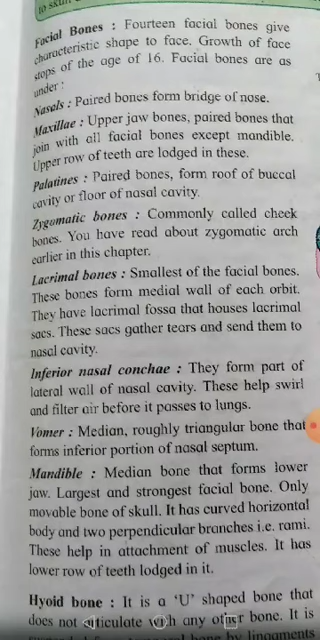 to skull
Facial Bones : Fourteen facial bones give
characteristic shape to face. Growth of face
stops of the age of 16. Facial bones are as
under :
Nasals : Paired bones form bridge of nose.
Maxillae : Upper jaw bones, paired bones that
join with all facial bones except mandible.
Upper row of teeth are lodged in these.
Palatines : Paired bones, form roof of buccal
cavity or floor of nasal cavity.
Zygomatic bones : Commonly called cheek
bones. You have read about zygomatic arch
earlier in this chapter.
Lacrimal bones : Smallest of the facial bones.
These bones form medial wall of each orbit.
They have lacrimal fossa that houses lacrimal
sacs. These sacs gather tears and send them to
nasal cavity.
Inferior nasal conchae : They form part of
lateral wall of nasal cavity. These help swirl
and filter air before it passes to lungs.
Vomer : Median, roughly triangular bone that
forms inferior portion of nasal septum.
Mandible : Median bone that forms lower
jaw. Largest and strongest facial bone. Only
movable bone of skull. It has curved horizontal
body and two perpendicular branches i.e. rami.
These help in attachment of muscles. It has
lower row of teeth lodged in it.
Hyoid bone : It is a 'U' shaped bone that
does not articulate with any other bone. It is
bone by ligaments